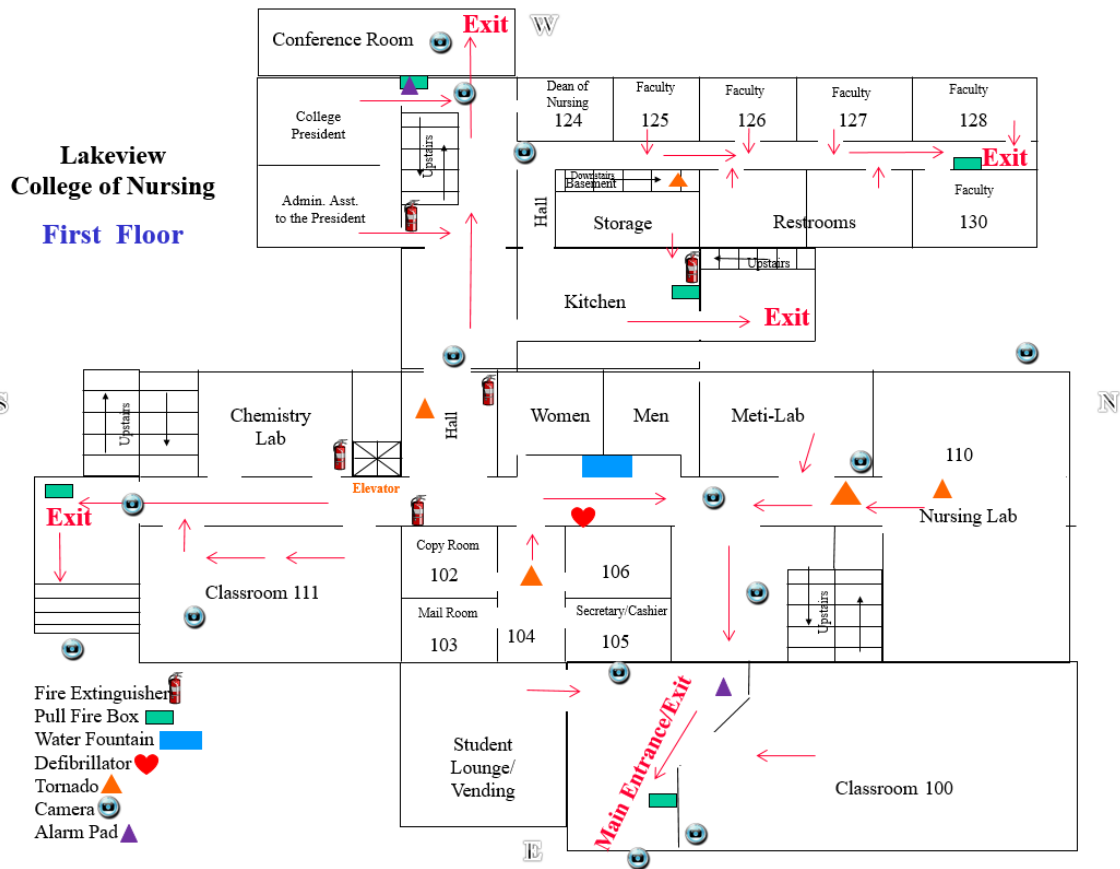 Conference Room
Exit
W
Lakeview
College of Nursing
First Floor
College
President
Admin. Asst.
to the President
Upstairs
Dean of
Nursing
124
Faculty
125
Faculty
126
Faculty
127
Faculty
128
Exit
Faculty
130
Downstairs
Basement
Storage
Hall
Restrooms
Upstairs
Kitchen
Exit
S
N
Upstairs
Chemistry
Lab
Hall
Women
Men
Meti-Lab
110
Nursing Lab
Elevator
Exit
Classroom 111
Copy Room
102
Mail Room
103
104
106
Secretary/Cashier
105
Upstairs
Student
Lounge/
Vending
Main Entrance/Exit
Classroom 100
E
Fire Extinguisher
Pull Fire Box
Water Fountain
Defibrillator
Tornado
Camera
Alarm Pad